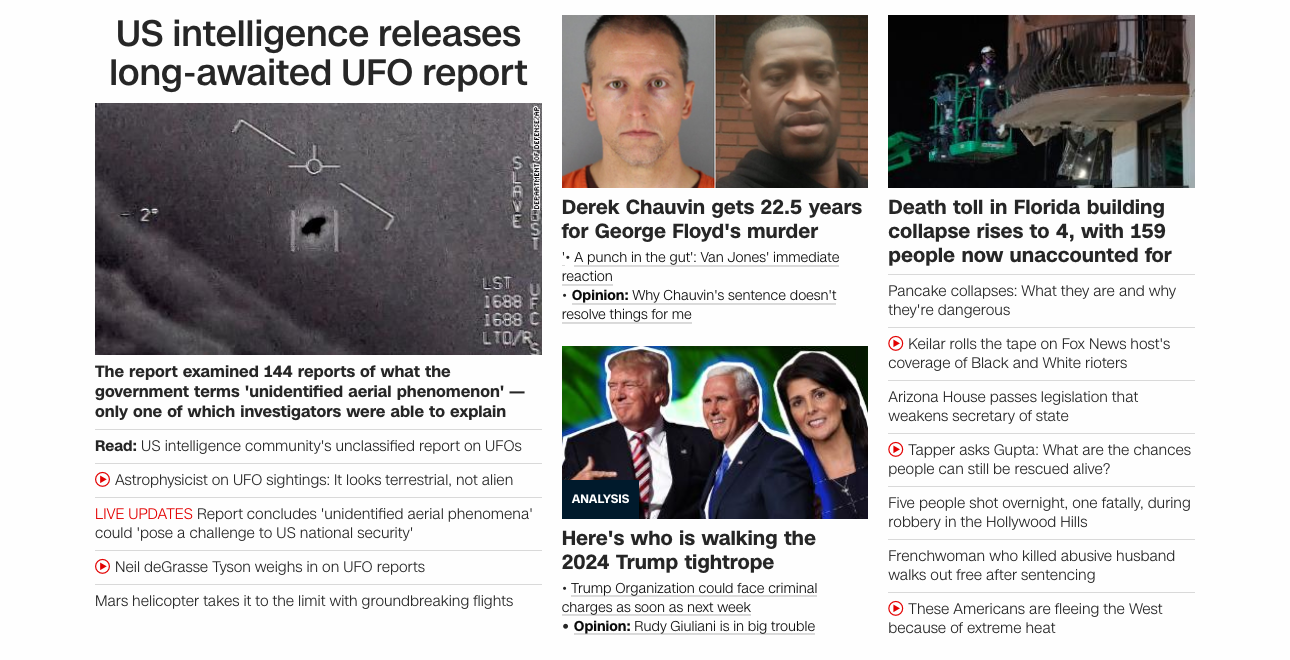 US intelligence releases
long-awaited UFO report
DEPARTMENT OF DEFENSE/AP
2°
SLAVE
LST
1688
1688
LTD/R
The report examined 144 reports of what the
government terms 'unidentified aerial phenomenon' —
only one of which investigators were able to explain
Read: US intelligence community's unclassified report on UFOs
Astrophysicist on UFO sightings: It looks terrestrial, not alien
LIVE UPDATES Report concludes 'unidentified aerial phenomena'
could 'pose a challenge to US national security'
Neil deGrasse Tyson weighs in on UFO reports
Mars helicopter takes it to the limit with groundbreaking flights
Derek Chauvin gets 22.5 years
for George Floyd's murder
'• A punch in the gut': Van Jones' immediate
reaction
• Opinion: Why Chauvin's sentence doesn't
resolve things for me
ANALYSIS
Here's who is walking the
2024 Trump tightrope
• Trump Organization could face criminal
charges as soon as next week
• Opinion: Rudy Giuliani is in big trouble
Death toll in Florida building
collapse rises to 4, with 159
people now unaccounted for
Pancake collapses: What they are and why
they're dangerous
Keilar rolls the tape on Fox News host's
coverage of Black and White rioters
Arizona House passes legislation that
weakens secretary of state
Tapper asks Gupta: What are the chances
people can still be rescued alive?
Five people shot overnight, one fatally, during
robbery in the Hollywood Hills
Frenchwoman who killed abusive husband
walks out free after sentencing
These Americans are fleeing the West
because of extreme heat